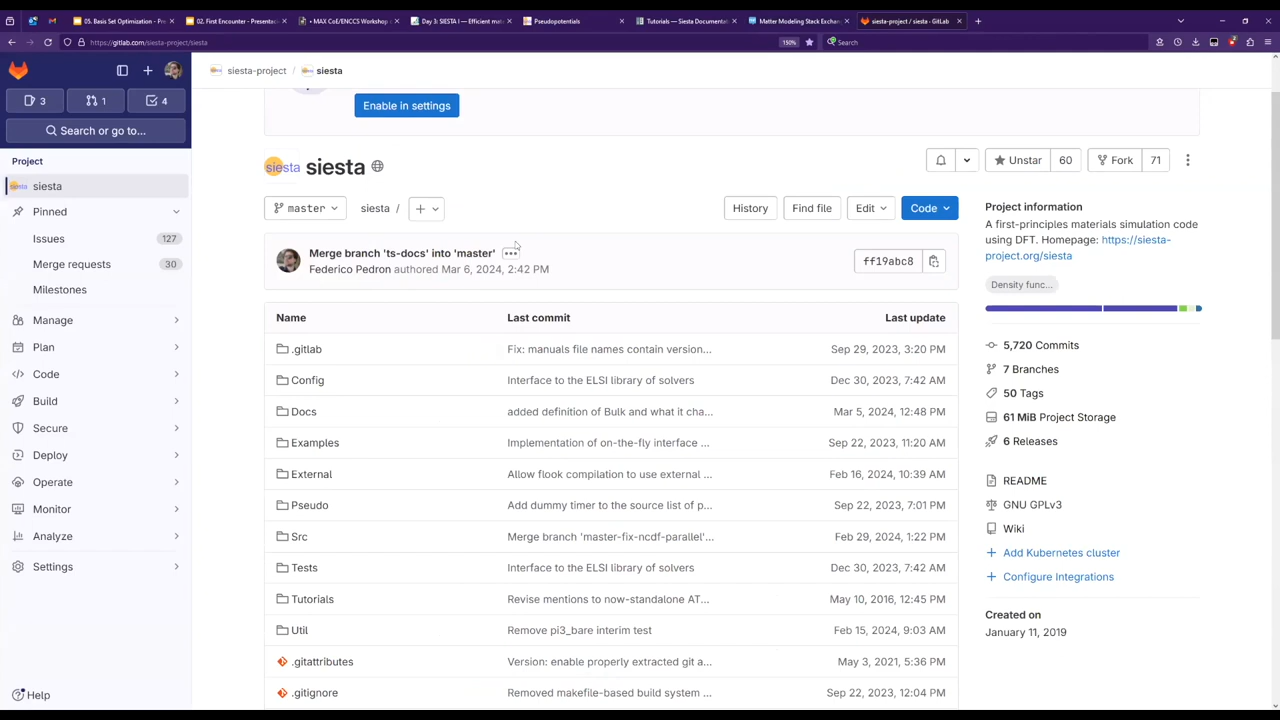 05. Basis Set Optimization - Pre
02. First Encounter - Presentaci
• MAX CoE/ENCCS Workshop
Day 3: SIESTA I — Efficient mate
Pseudopotentials
Tutorials — Siesta Documentati
Matter Modeling Stack Exchan
siesta-project / siesta · GitLab
https://gitlab.com/siesta-project/siesta
150%
Search
siesta-project / siesta
3
1
4
Search or go to...
Project
siesta
Pinned
Issues 127
Merge requests 30
Milestones
Manage
Plan
Code
Build
Secure
Deploy
Operate
Monitor
Analyze
Settings
Help
Enable in settings
siesta siesta
Unstar 60
Fork 71
master
siesta /
History
Find file
Edit
Code
Merge branch 'ts-docs' into 'master'
Federico Pedron authored Mar 6, 2024, 2:42 PM
ff19abc8
Name Last commit Last update
.gitlab Fix: manuals file names contain version... Sep 29, 2023, 3:20 PM
Config Interface to the ELSI library of solvers Dec 30, 2023, 7:42 AM
Docs added definition of Bulk and what it cha... Mar 5, 2024, 12:48 PM
Examples Implementation of on-the-fly interface ... Sep 22, 2023, 11:20 AM
External Allow flook compilation to use external ... Feb 16, 2024, 10:39 AM
Pseudo Add dummy timer to the source list of p... Sep 22, 2023, 7:01 PM
Src Merge branch 'master-fix-ncdf-parallel'... Feb 29, 2024, 1:22 PM
Tests Interface to the ELSI library of solvers Dec 30, 2023, 7:42 AM
Tutorials Revise mentions to now-standalone AT... May 10, 2016, 12:45 PM
Util Remove pi3_bare interim test Feb 15, 2024, 9:03 AM
.gitattributes Version: enable properly extracted git a... May 3, 2021, 5:36 PM
.gitignore Removed makefile-based build system ... Sep 22, 2023, 12:04 PM
Project information
A first-principles materials simulation code
using DFT. Homepage: https://siesta-
project.org/siesta
Density func...
5,720 Commits
7 Branches
50 Tags
61 MiB Project Storage
6 Releases
README
GNU GPLv3
Wiki
Add Kubernetes cluster
Configure Integrations
Created on
January 11, 2019